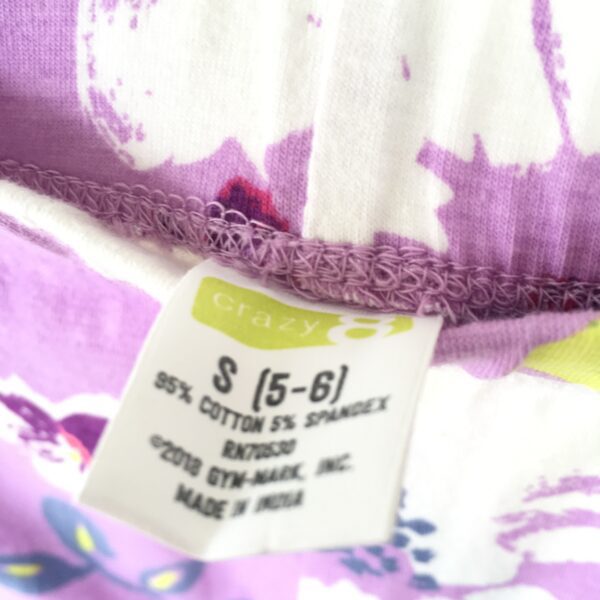 crazy 8
S (5-6)
95% COTTON 5% SPANDEX
RN70530
©2018 GYM-MARK, INC.
MADE IN INDIA